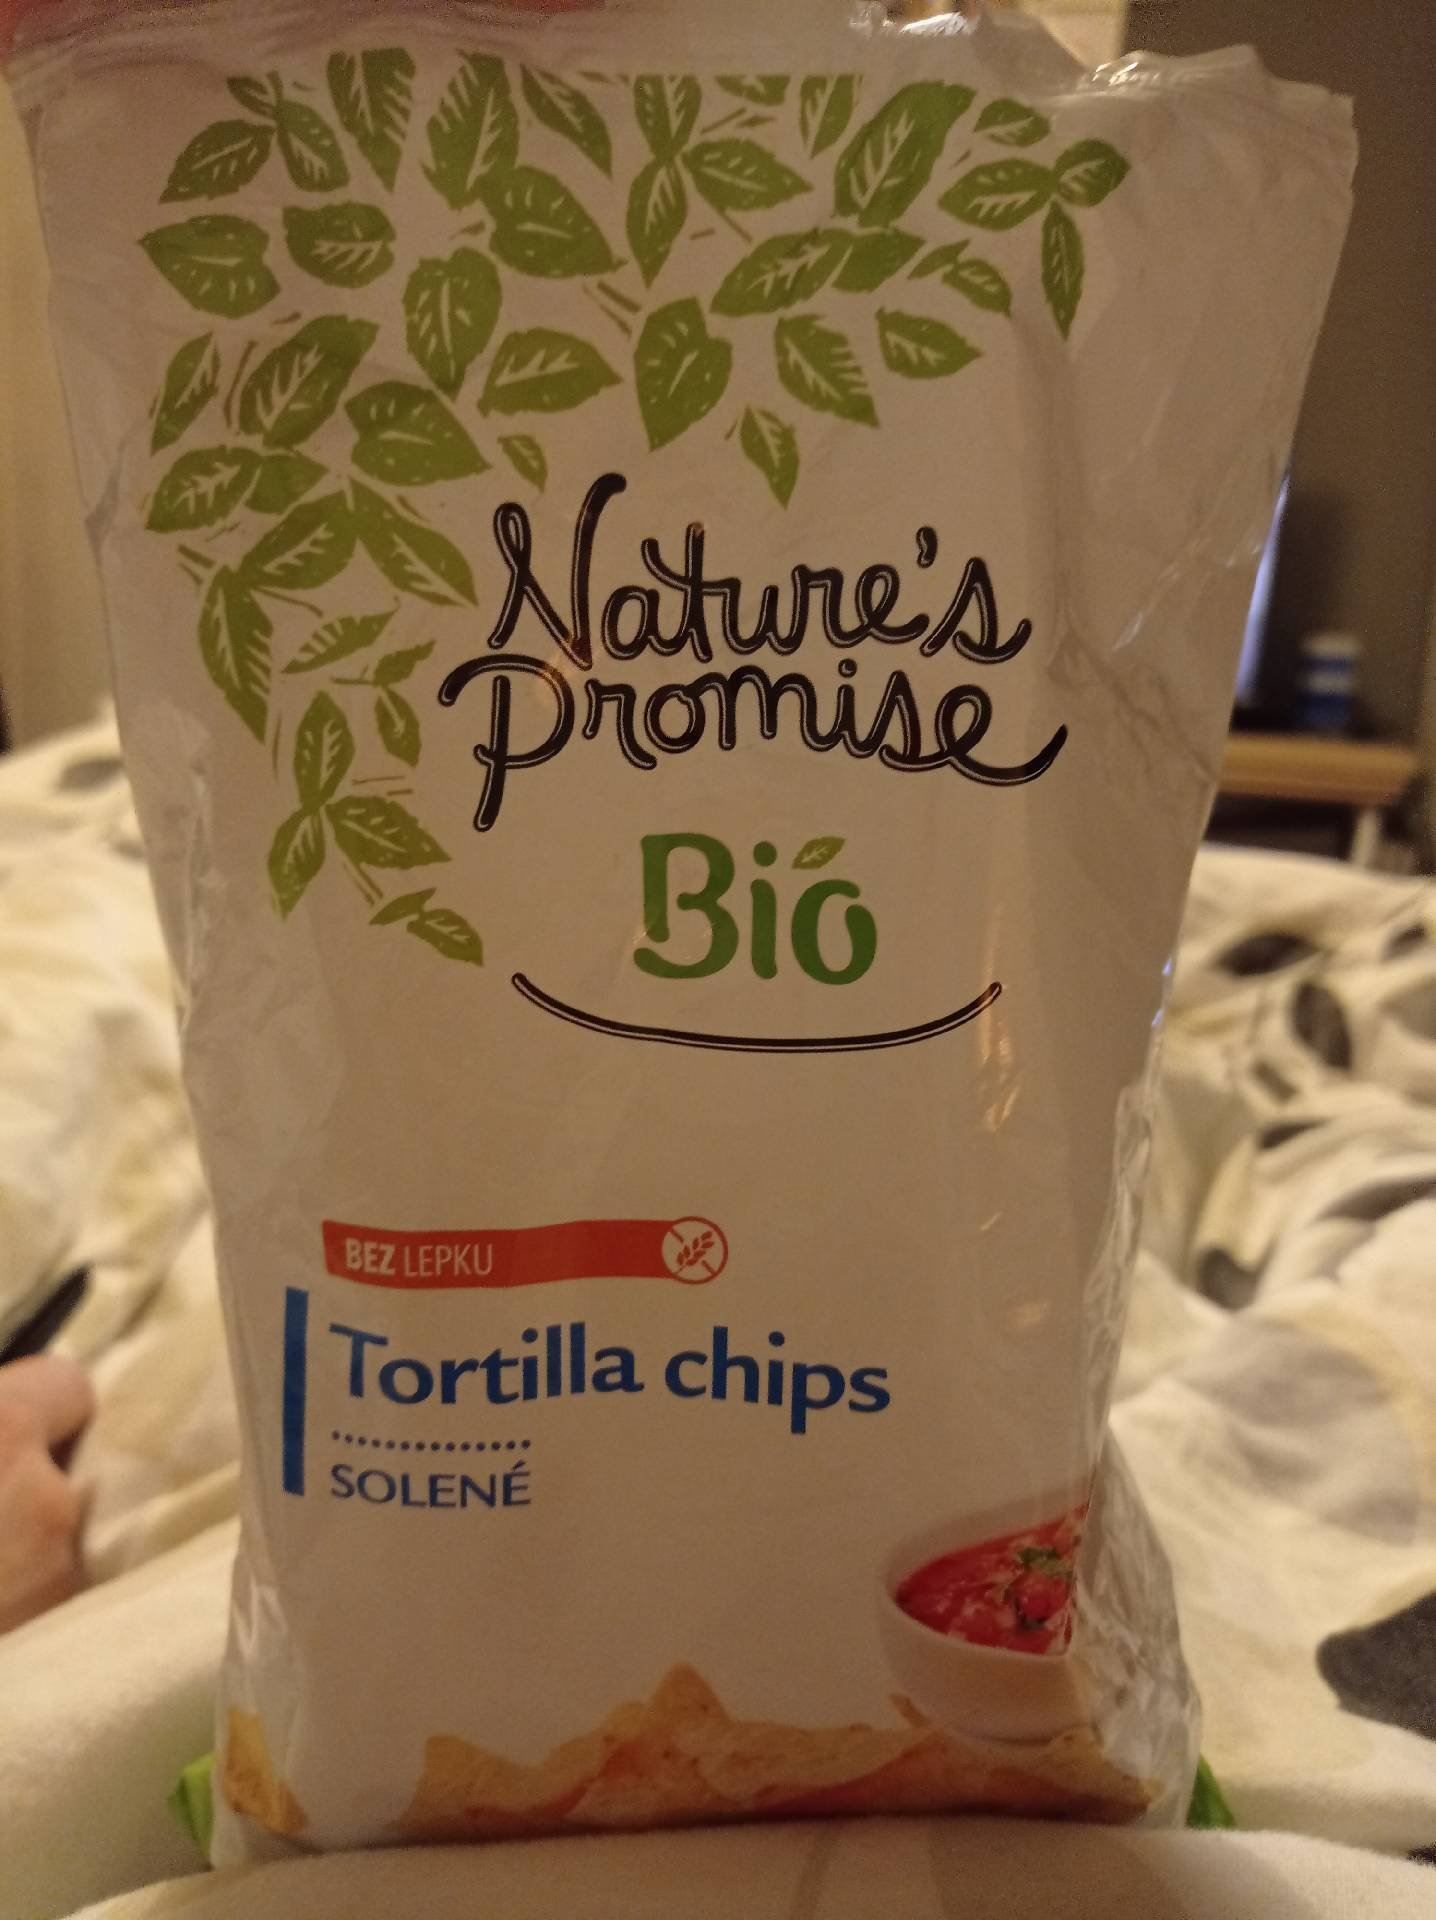 Nature's
Promise
Bio
BEZ LEPKU
Tortilla chips
SOLENÉ